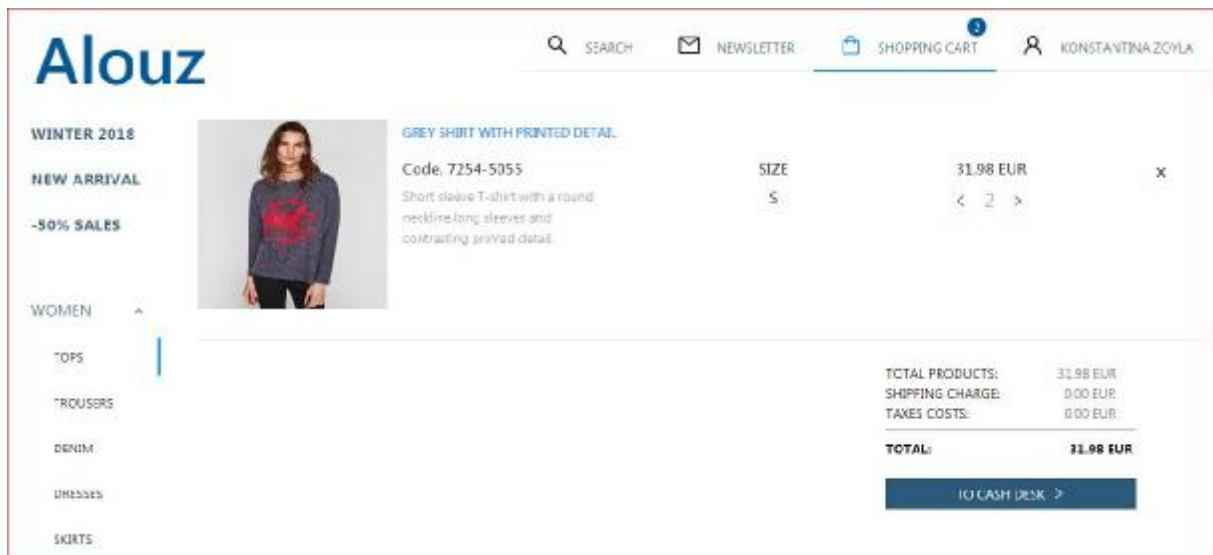 Alouz
SEARCH
NEWSLETTER
2
SHOPPING CART
KONSTANTINA ZOYLA
WINTER 2018
NEW ARRIVAL
-50% SALES
WOMEN
TOPS
TROUSERS
DENIM
DRESSES
SKIRTS
GREY SHIRT WITH PRINTED DETAIL
Code. 7254-5055
Short sleeve T-shirt with a round
neckline long sleeves and
contrasting printed detail.
SIZE
S
31.98 EUR
< 2 >
x
TOTAL PRODUCTS: 31.98 EUR
SHIPPING CHARGE: 0.00 EUR
TAXES COSTS: 0.00 EUR
TOTAL: 31.98 EUR
TO CASH DESK >